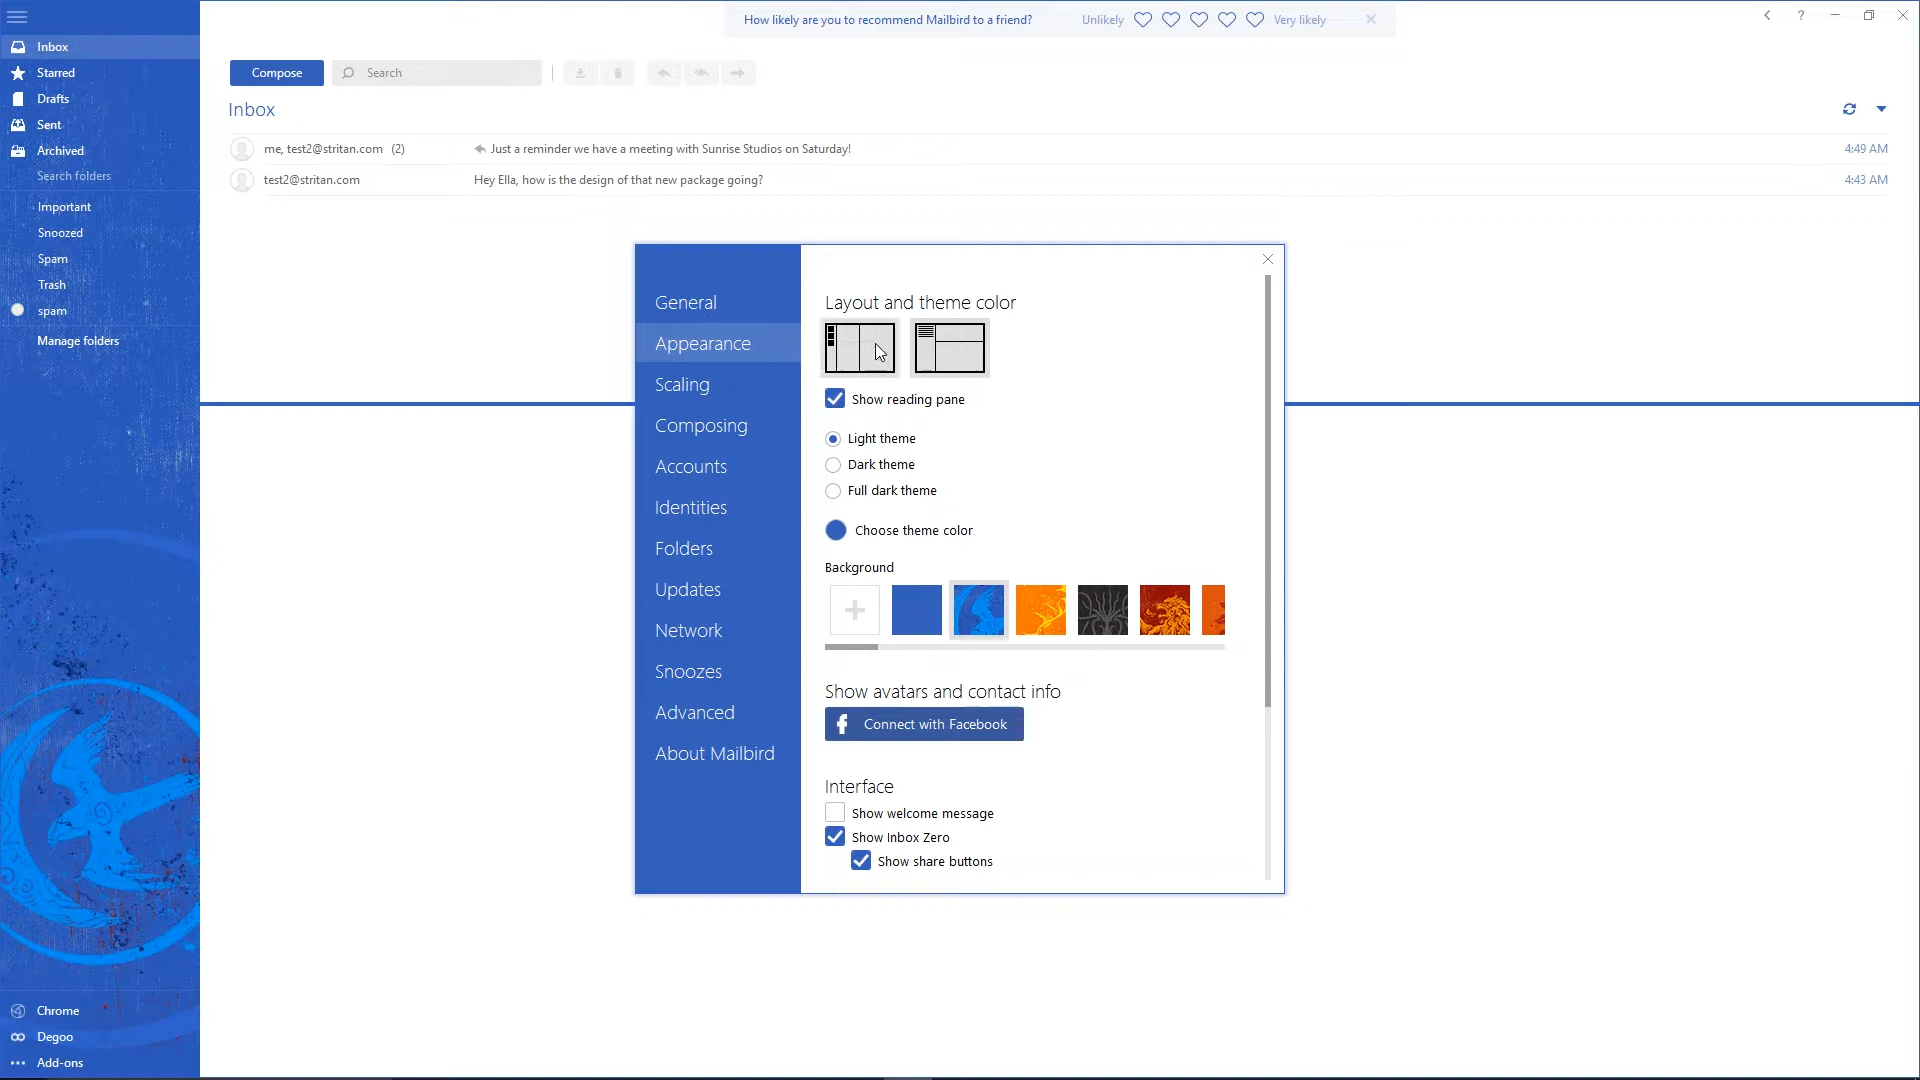 How likely are you to recommend Mailbird to a friend? Unlikely Very likely
Inbox
Starred
Drafts
Sent
Archived
Search folders
Important
Snoozed
Spam
Trash
spam
Manage folders
Chrome
Degoo
Add-ons
Compose Search
Inbox
me, test2@stritan.com (2) Just a reminder we have a meeting with Sunrise Studios on Saturday! 4:49 AM
test2@stritan.com Hey Ella, how is the design of that new package going? 4:43 AM
General
Appearance
Scaling
Composing
Accounts
Identities
Folders
Updates
Network
Snoozes
Advanced
About Mailbird
Layout and theme color
Show reading pane
Light theme
Dark theme
Full dark theme
Choose theme color
Background
Show avatars and contact info
Connect with Facebook
Interface
Show welcome message
Show Inbox Zero
Show share buttons